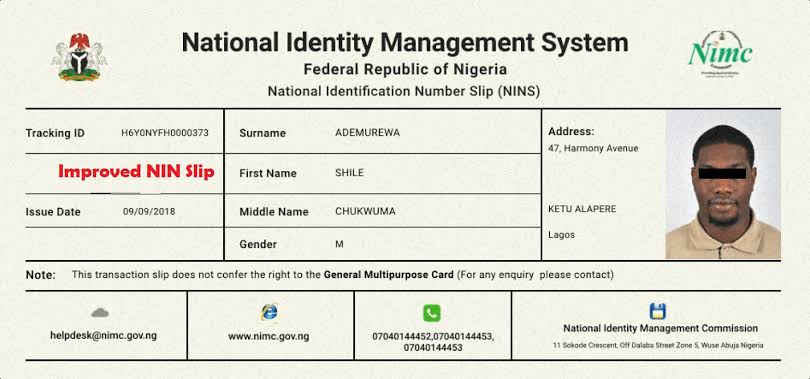 National Identity Management System
Federal Republic of Nigeria
National Identification Number Slip (NINS)
Nimc
Tracking ID H6Y0NYFH0000373
Improved NIN Slip
Issue Date 09/09/2018
Surname ADEMUREWA
First Name SHILE
Middle Name CHUKWUMA
Gender M
Address:
47, Harmony Avenue
KETU ALAPERE
Lagos
Note: This transaction slip does not confer the right to the General Multipurpose Card (For any enquiry please contact)
helpdesk@nimc.gov.ng
www.nimc.gov.ng
07040144452,07040144453,
07040144453
National Identity Management Commission
11 Sokode Crescent, Off Dalaba Street Zone 5, Wuse Abuja Nigeria